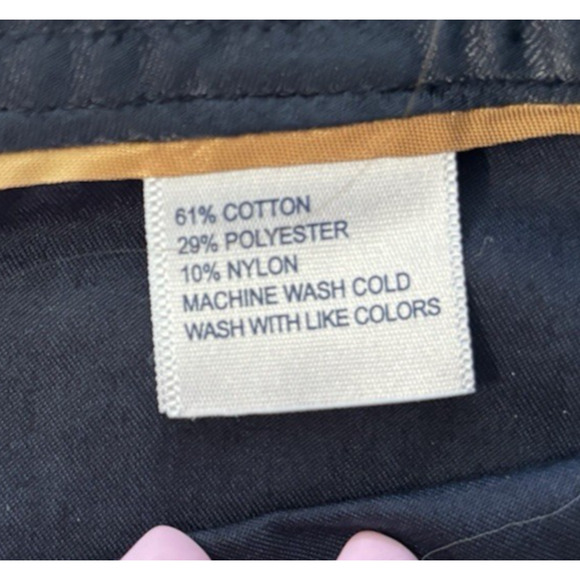 61% COTTON
29% POLYESTER
10% NYLON
MACHINE WASH COLD
WASH WITH LIKE COLORS